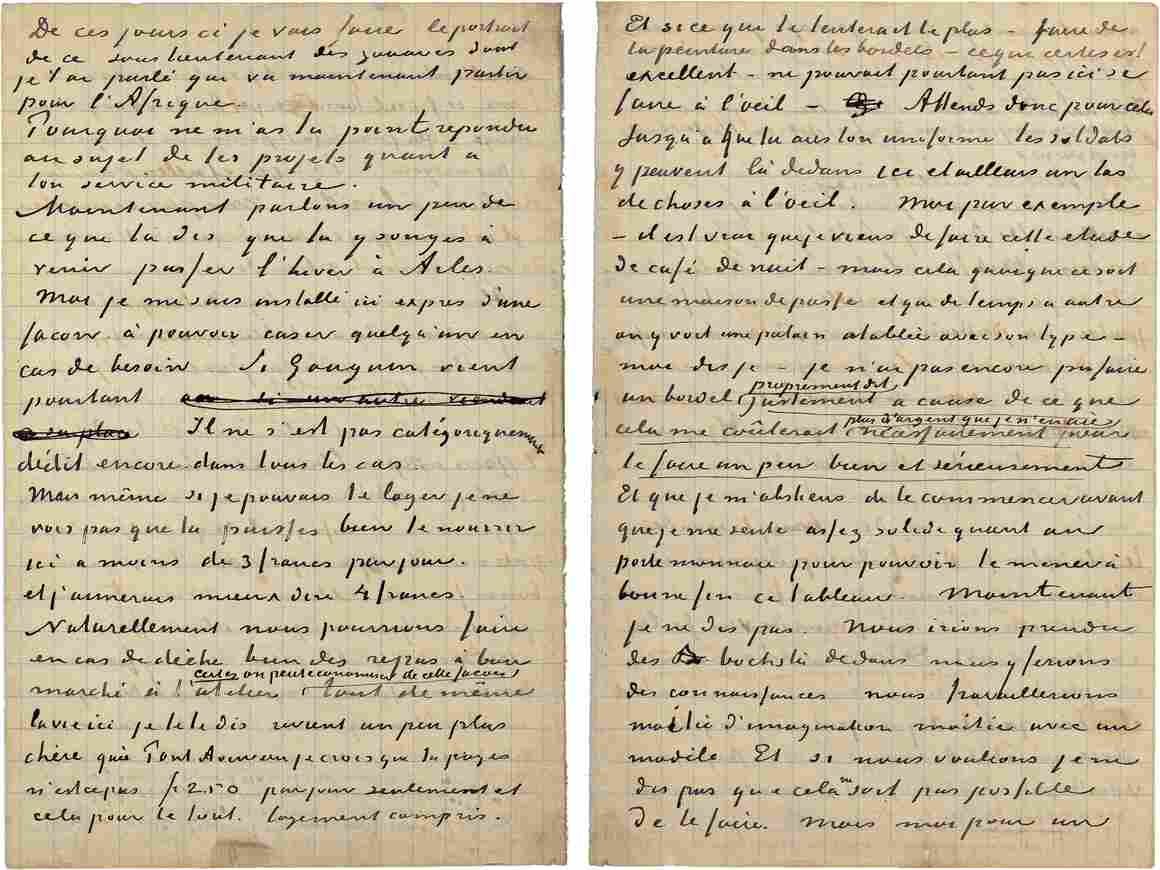 De ces jours ci je vais faire le portrait
de ce sous lieutenant des zouaves dont
je t'ai parlé qui va maintenant partir
pour l'Afrique.
Pourquoi ne m'as tu point repondu
au sujet de tes projets quant à
ton service militaire.
Maintenant parlons un peu de
ce que tu dis que tu y songes à
venir passer l'hiver à Arles.
Moi je me suis installé ici exprès d'une
façon à pouvoir caser quelqu'un en
cas de besoin Si Gauguin vient
pourtant
Il ne s'est pas catégoriquement
dédit encore dans tous les cas.
Mais même si je pouvais te loger je ne
vois pas que tu puisses bien te nourrir
ici a moins de 3 francs par jour.
et j'aimerais mieux dire 4 francs.
Naturellement nous pourrions faire
en cas de dèche bien des repas à bon
certes on peut économiser de cette façon
marché à l'atelier tout de même
la vie ici je te le dis revient un peu plus
chère qu'à Pont Aven je crois que tu payes
n'est ce pas fr 2.50 par jour seulement et
cela pour le tout. logement compris.
Et si ce que te tenterait le plus – faire de
la peinture dans les bordels – ce que certes est
excellent – ne pouvait pourtant pas ici se
faire à l'oeil – Attends donc pour cela
Jusqu'à que tu aies ton uniforme les soldats
y peuvent là dedans ici et ailleurs un tas
de choses à l'oeil. Moi par exemple
– il est vrai que je viens de faire cette etude
de café de nuit – mais cela quoique ce soit
une maison de passe et que de temps a autre
on y voit une putain atablée avec son type –
moi dis je – je n'ai pas encore pu faire
proprement dit
un bordel justement a cause de ce que
plus d'argent que je n'en aie
cela me coûterait nécessairement pour
le faire un peu bien et sérieusement
Et que je m'abstiens de le commencer avant
que je me sente assez solide quant au
porte monnaie pour pouvoir le mener à
bonne fin ce tableau. Maintenant
je ne dis pas. Nous irions prendre
des bocks là dedans nous y ferions
des connaissances nous travaillerions
moitié d'imagination moitié avec un
modèle Et si nous voulions je ne
dis pas que celà ne soit pas possible
de le faire. Mais moi pour un